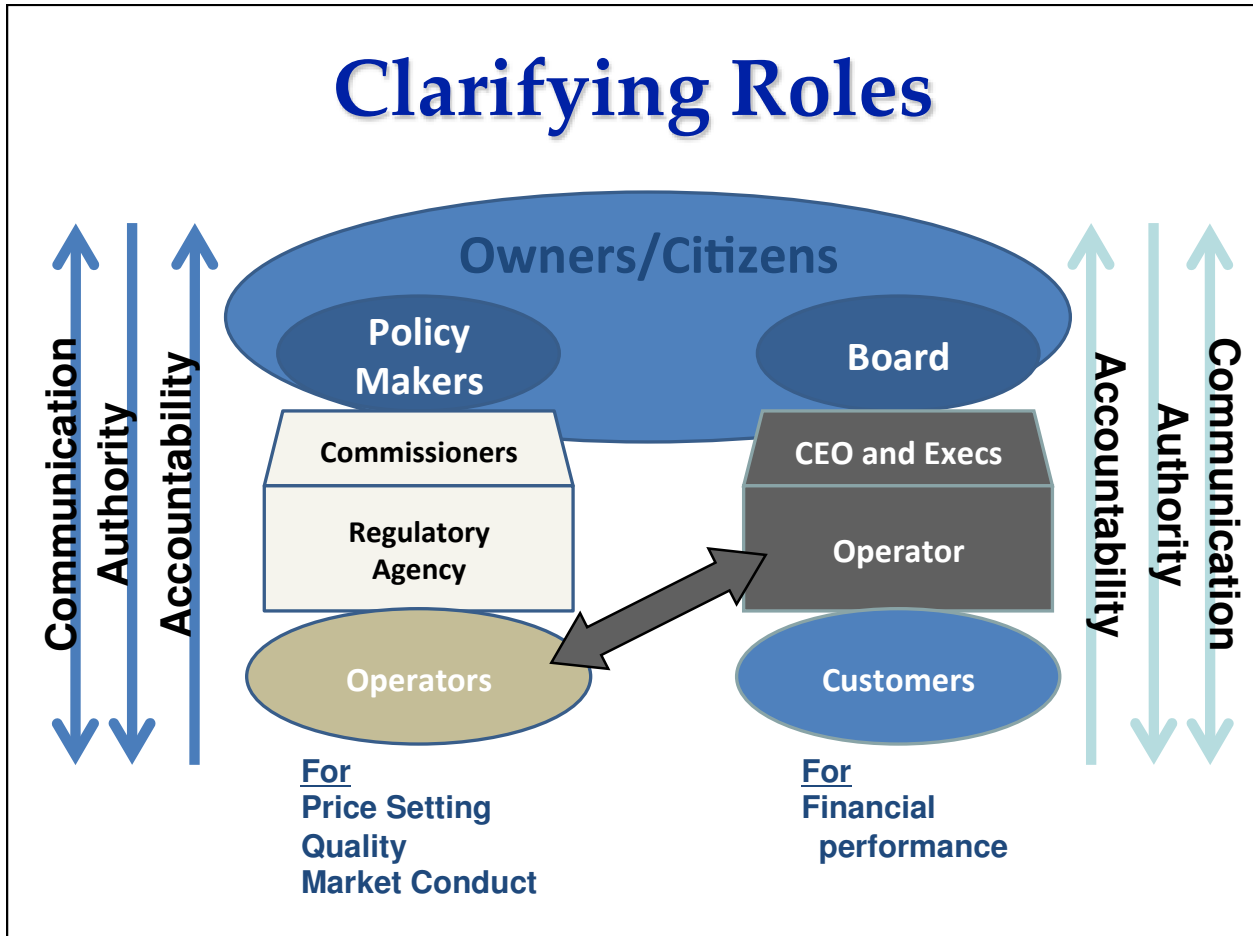 Clarifying Roles
Owners/Citizens
Policy
Makers
Board
Commissioners
CEO and Execs
Regulatory
Agency
Operator
Operators
Customers
Communication
Authority
Accountability
Accountability
Authority
Communication
For
Price Setting
Quality
Market Conduct
For
Financial
performance